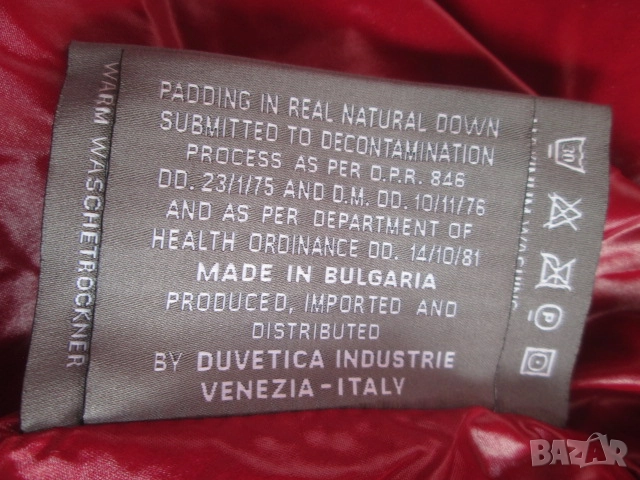 PADDING IN REAL NATURAL DOWN
SUBMITTED TO DECONTAMINATION
PROCESS AS PER D.P.R. 846
DD. 23/1/75 AND D.M. DD. 10/11/76
AND AS PER DEPARTMENT OF
HEALTH ORDINANCE DD. 14/10/81
MADE IN BULGARIA
PRODUCED, IMPORTED AND
DISTRIBUTED
BY DUVETICA INDUSTRIE
VENEZIA-ITALY
WARM WASCHETROCKNER
30
P
BAZAR